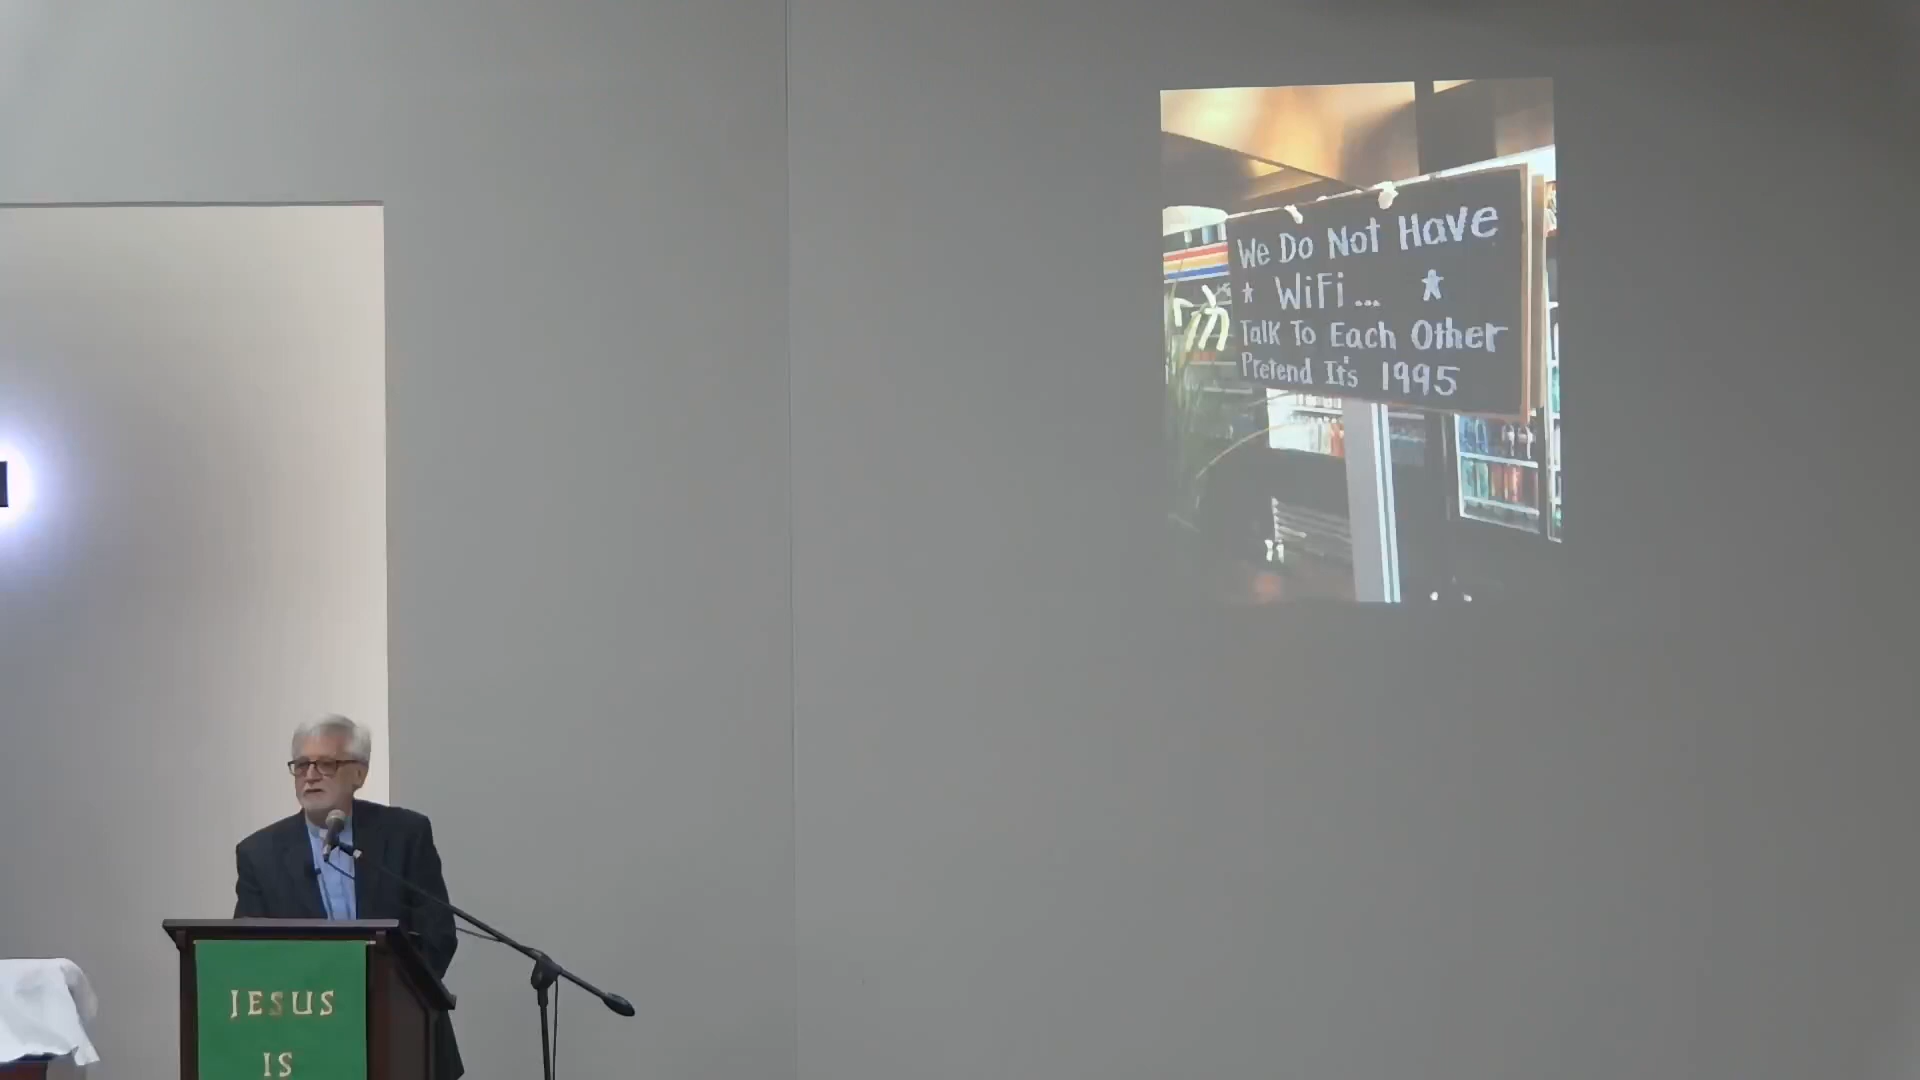 We Do Not Have
WiFi...
Talk To Each Other
Pretend It's 1995
JESUS
IS